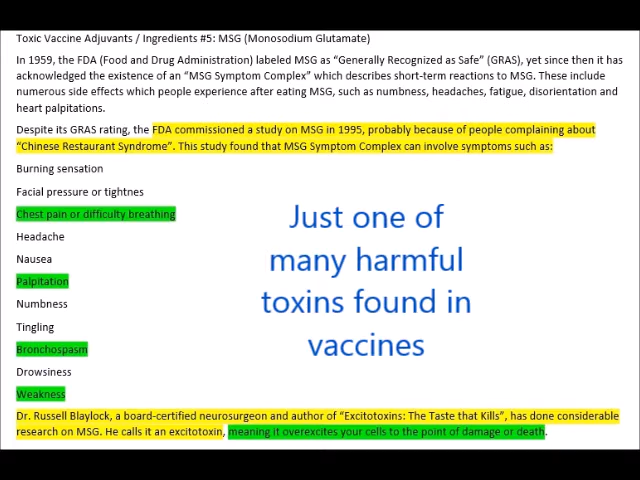 Toxic Vaccine Adjuvants / Ingredients #5: MSG (Monosodium Glutamate)
In 1959, the FDA (Food and Drug Administration) labeled MSG as “Generally Recognized as Safe” (GRAS), yet since then it has
acknowledged the existence of an “MSG Symptom Complex” which describes short-term reactions to MSG. These include
numerous side effects which people experience after eating MSG, such as numbness, headaches, fatigue, disorientation and
heart palpitations.
Despite its GRAS rating, the FDA commissioned a study on MSG in 1995, probably because of people complaining about
“Chinese Restaurant Syndrome”. This study found that MSG Symptom Complex can involve symptoms such as:
Burning sensation
Facial pressure or tightnes
Chest pain or difficulty breathing
Headache
Nausea
Palpitation
Numbness
Tingling
Bronchospasm
Drowsiness
Weakness
Just one of
many harmful
toxins found in
vaccines
Dr. Russell Blaylock, a board-certified neurosurgeon and author of “Excitotoxins: The Taste that Kills”, has done considerable
research on MSG. He calls it an excitotoxin, meaning it overexcites your cells to the point of damage or death.